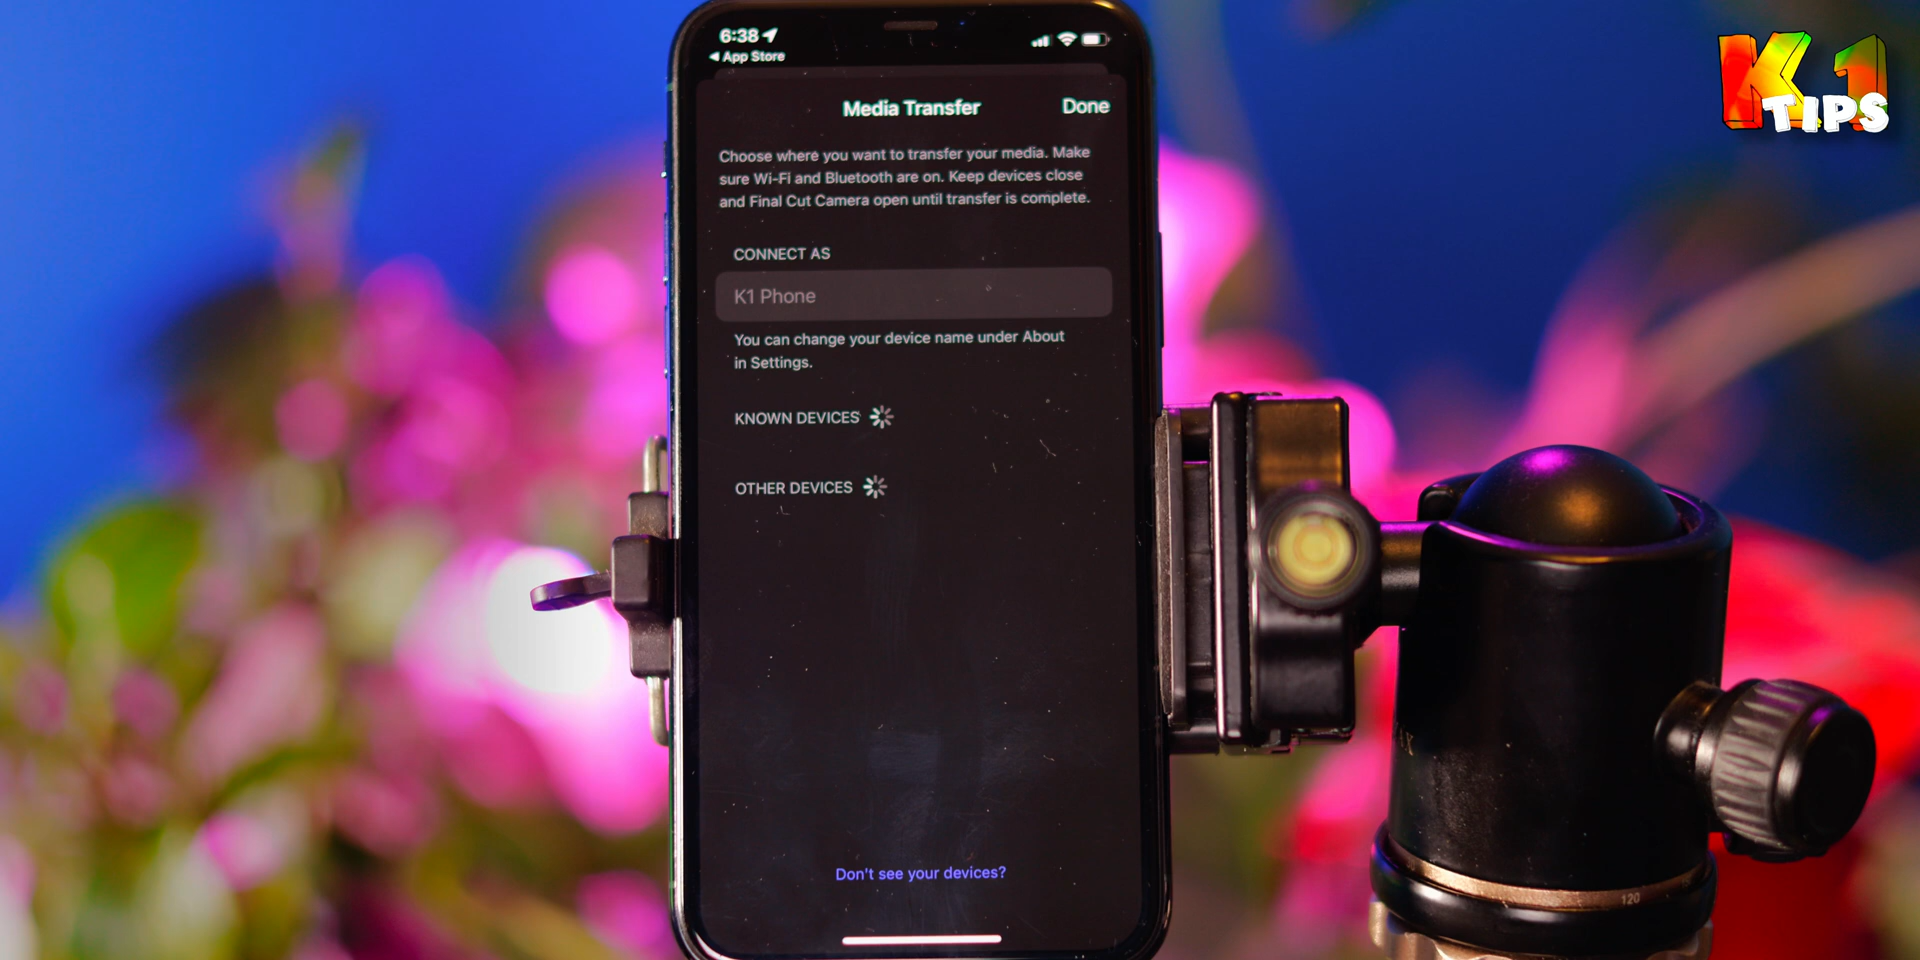 6:38
App Store
Media Transfer
Done
Choose where you want to transfer your media. Make
sure Wi-Fi and Bluetooth are on. Keep devices close
and Final Cut Camera open until transfer is complete.
CONNECT AS
K1 Phone
You can change your device name under About
in Settings.
KNOWN DEVICES
OTHER DEVICES
Don't see your devices?
K1
TIPS
120